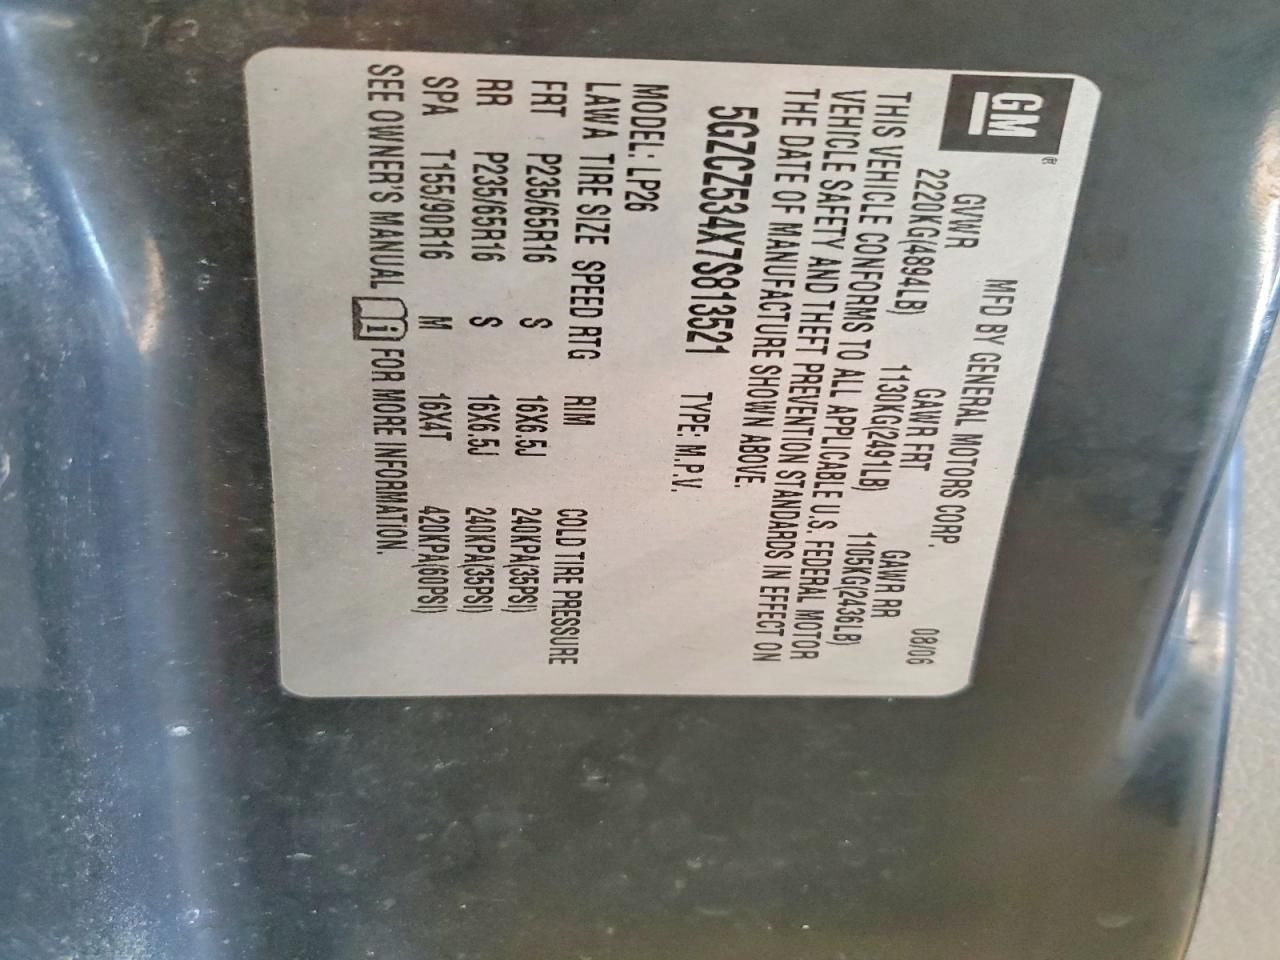 GM®
MFD BY GENERAL MOTORS CORP. 08/06
GVWR GAWR FRT GAWR RR
2220KG(4894LB) 1130KG(2491LB) 1105KG(2436LB)
THIS VEHICLE CONFORMS TO ALL APPLICABLE U.S. FEDERAL MOTOR
VEHICLE SAFETY AND THEFT PREVENTION STANDARDS IN EFFECT ON
THE DATE OF MANUFACTURE SHOWN ABOVE.
5GZCZ534X7S813521 TYPE: M.P.V.
MODEL: LP26
LAWA TIRE SIZE SPEED RTG RIM COLD TIRE PRESSURE
FRT P235/65R16 S 16X6.5J 240KPA(35PSI)
RR P235/65R16 S 16X6.5J 240KPA(35PSI)
SPA T155/90R16 M 16X4T 420KPA(60PSI)
SEE OWNER'S MANUAL i FOR MORE INFORMATION.